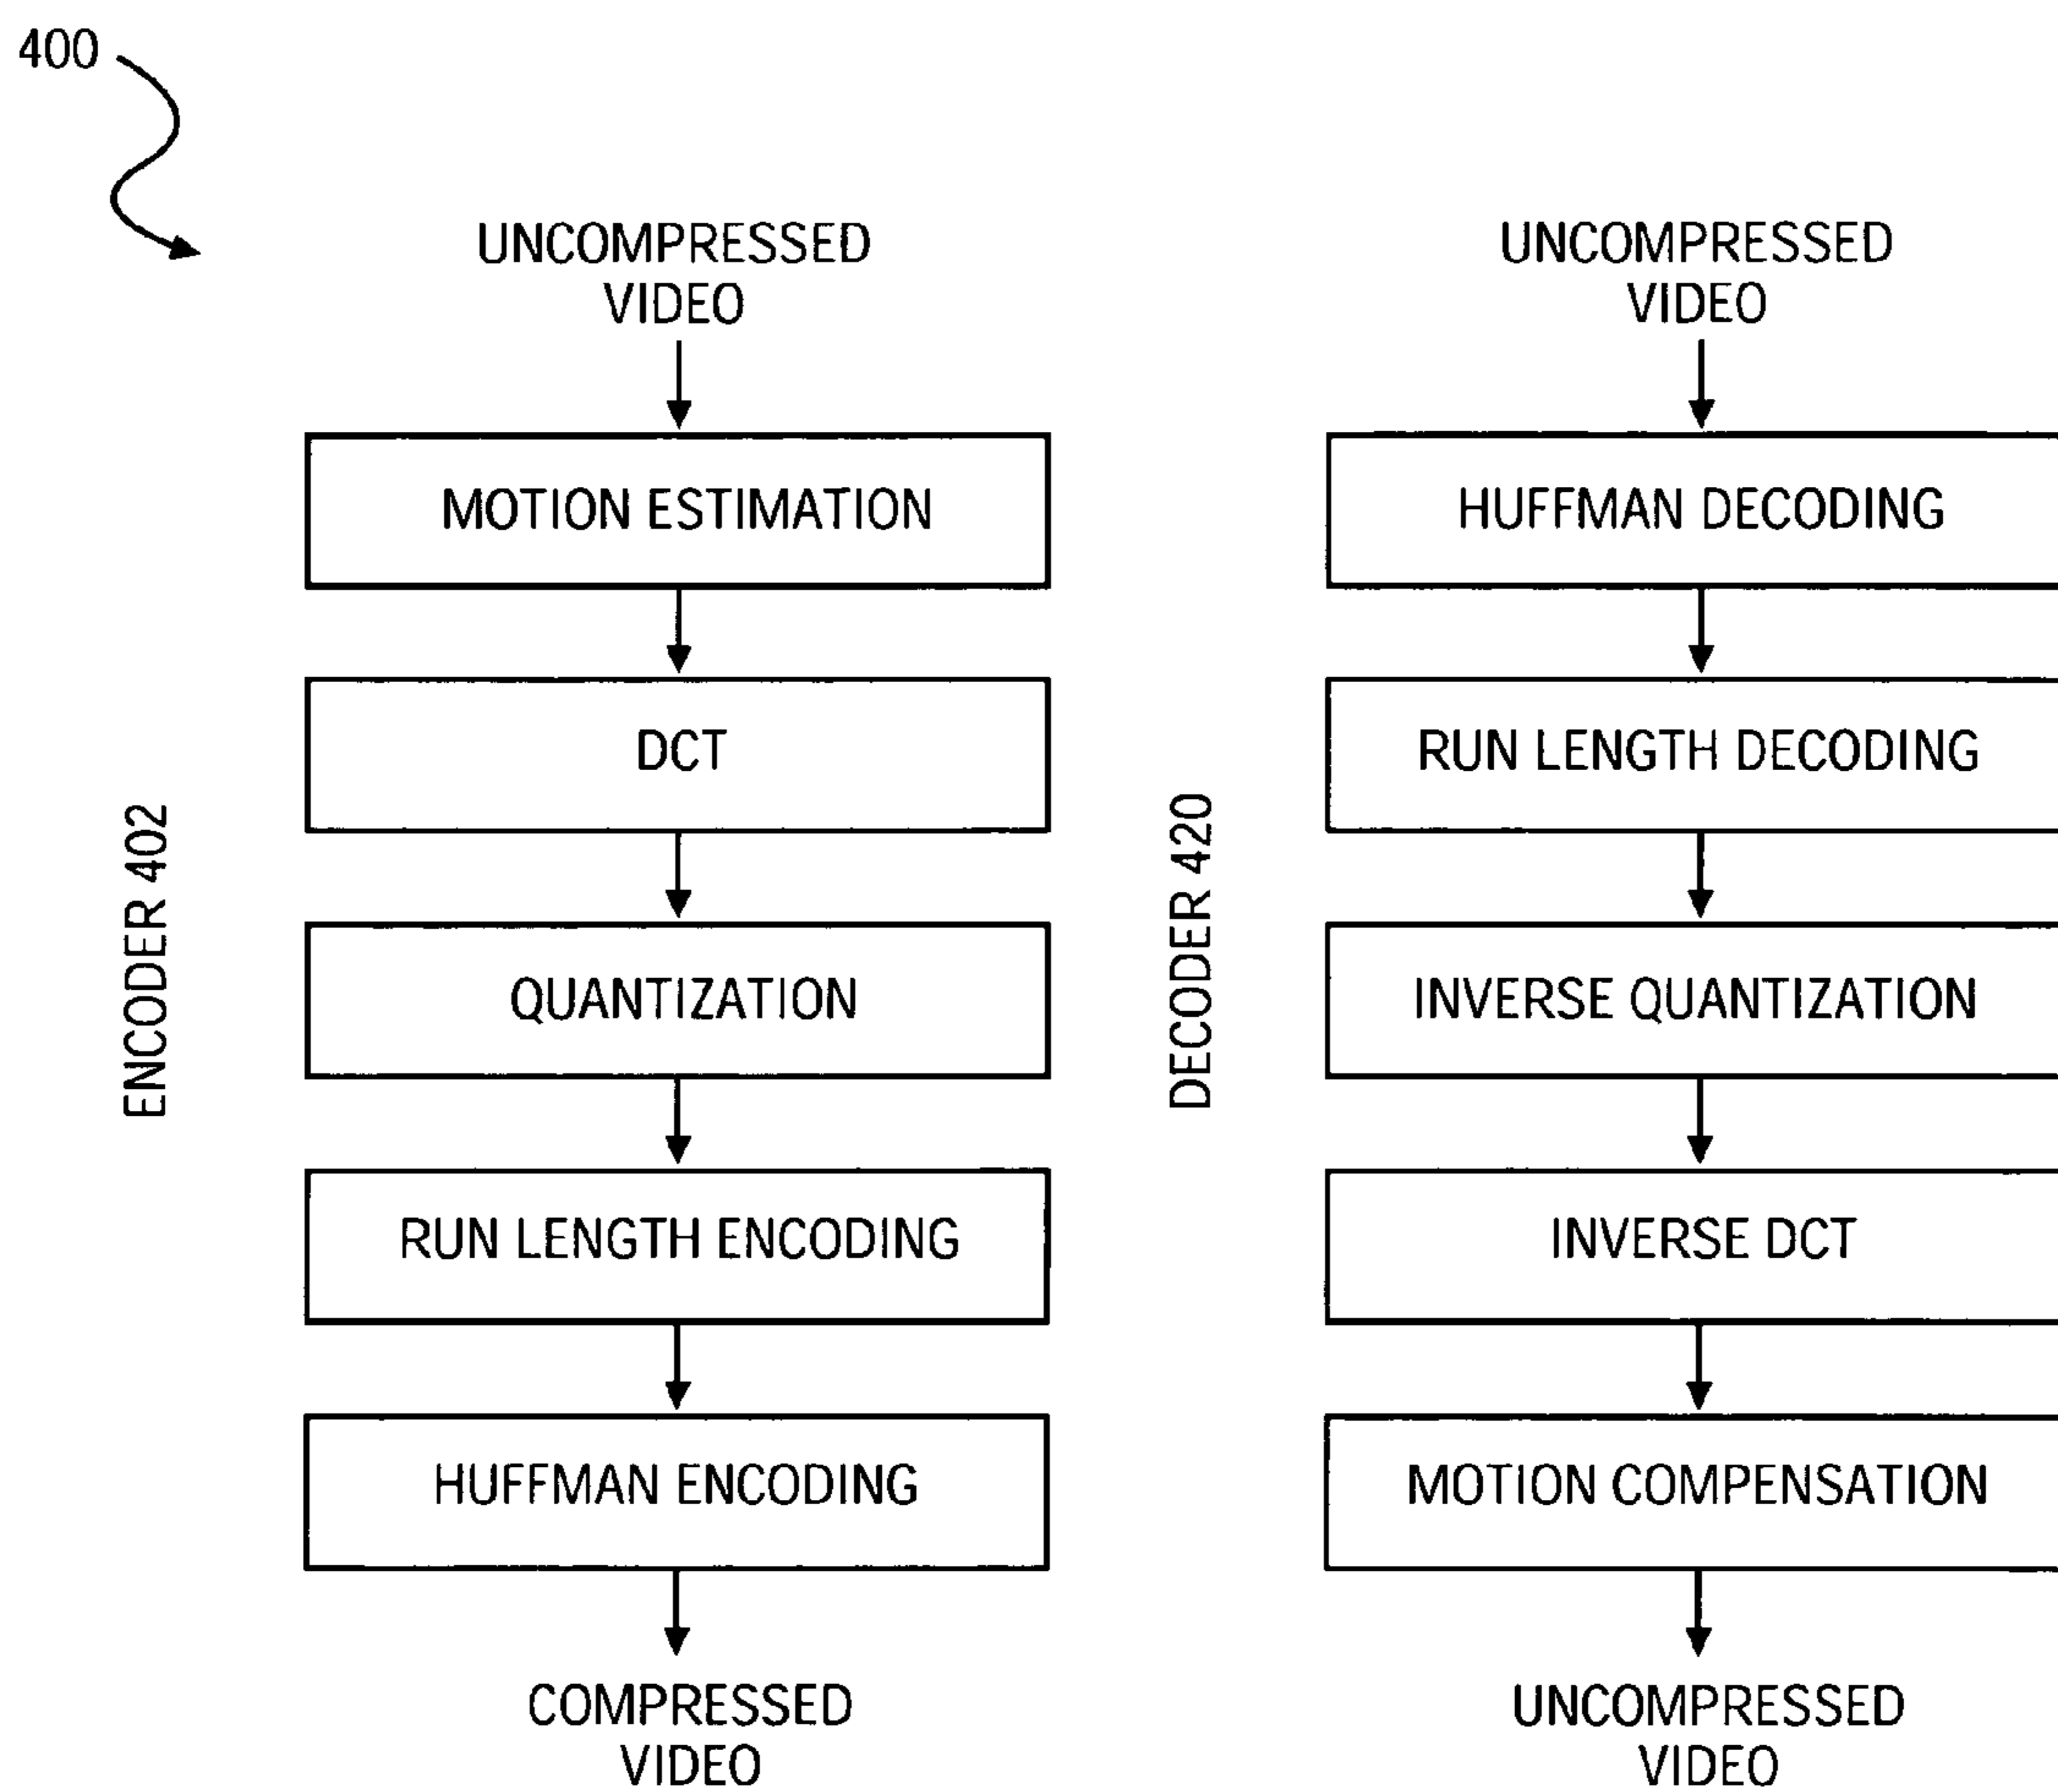 400
UNCOMPRESSED
VIDEO
MOTION ESTIMATION
DCT
QUANTIZATION
RUN LENGTH ENCODING
HUFFMAN ENCODING
COMPRESSED
VIDEO
ENCODER 402
UNCOMPRESSED
VIDEO
HUFFMAN DECODING
RUN LENGTH DECODING
INVERSE QUANTIZATION
INVERSE DCT
MOTION COMPENSATION
UNCOMPRESSED
VIDEO
DECODER 420